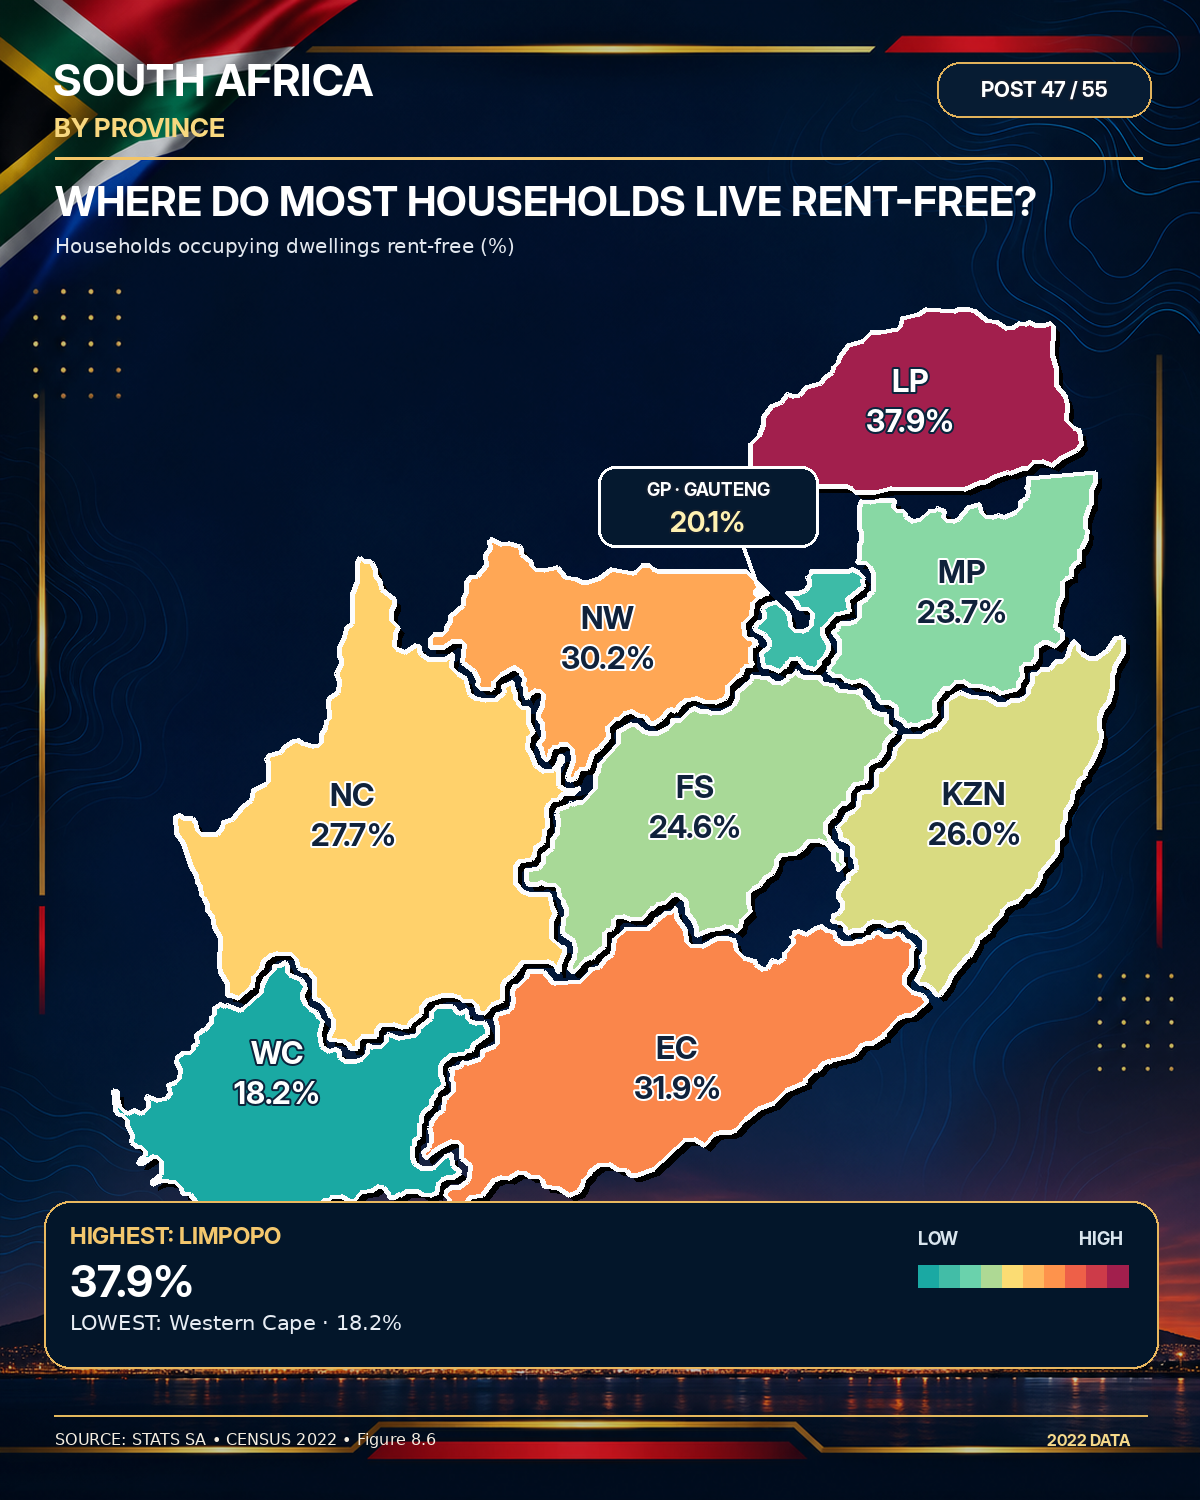 SOUTH AFRICA
BY PROVINCE
POST 47 / 55
WHERE DO MOST HOUSEHOLDS LIVE RENT-FREE?
Households occupying dwellings rent-free (%)
LP
37.9%
GP · GAUTENG
20.1%
MP
23.7%
NW
30.2%
NC
27.7%
FS
24.6%
KZN
26.0%
WC
18.2%
EC
31.9%
HIGHEST: LIMPOPO
37.9%
LOWEST: Western Cape · 18.2%
LOW HIGH
SOURCE: STATS SA • CENSUS 2022 • Figure 8.6
2022 DATA